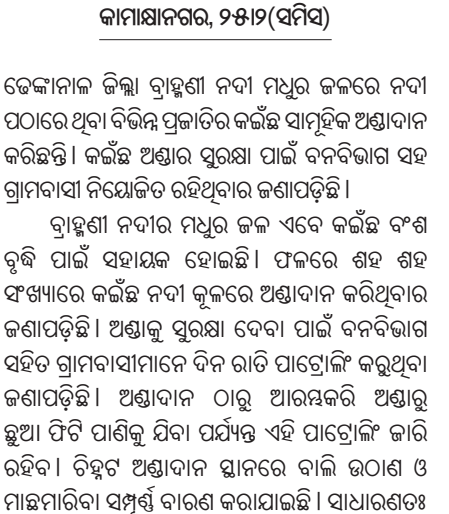 କାମାକ୍ଷାନଗର, ୨୫।୨(ସମିସ)
ଢେଙ୍କାନାଳ ଜିଲ୍ଲା ବ୍ରାହ୍ମଣୀ ନଦୀ ମଧୁର ଜଳରେ ନଦୀ
ପଠାରେ ଥିବା ବିଭିନ୍ନ ପ୍ରଜାତିର କଇଁଛ ସାମୂହିକ ଅଣ୍ଡାଦାନ
କରିଛନ୍ତି । କଇଁଛ ଅଣ୍ଡାର ସୁରକ୍ଷା ପାଇଁ ବନବିଭାଗ ସହ
ଗ୍ରାମବାସୀ ନିୟୋଜିତ ରହିଥିବାର ଜଣାପଡ଼ିଛି ।
ବ୍ରାହ୍ମଣୀ ନଦୀର ମଧୁର ଜଳ ଏବେ କଇଁଛ ବଂଶ
ବୃଦ୍ଧି ପାଇଁ ସହାୟକ ହୋଇଛି । ଫଳରେ ଶହ ଶହ
ସଂଖ୍ୟାରେ କଇଁଛ ନଦୀ କୂଳରେ ଅଣ୍ଡାଦାନ କରିଥିବାର
ଜଣାପଡ଼ିଛି । ଅଣ୍ଡାକୁ ସୁରକ୍ଷା ଦେବା ପାଇଁ ବନବିଭାଗ
ସହିତ ଗ୍ରାମବାସୀମାନେ ଦିନ ରାତି ପାଟ୍ରୋଲିଂ କରୁଥିବା
ଜଣାପଡ଼ିଛି । ଅଣ୍ଡାଦାନ ଠାରୁ ଆରମ୍ଭକରି ଅଣ୍ଡାରୁ
ଛୁଆ ଫିଟି ପାଣିକୁ ଯିବା ପର୍ଯ୍ୟନ୍ତ ଏହି ପାଟ୍ରୋଲିଂ ଜାରି
ରହିବ । ଚିହ୍ନଟ ଅଣ୍ଡାଦାନ ସ୍ଥାନରେ ବାଲି ଉଠାଣ ଓ
ମାଛମାରିବା ସମ୍ପୂର୍ଣ୍ଣ ବାରଣ କରାଯାଇଛି । ସାଧାରଣତଃ